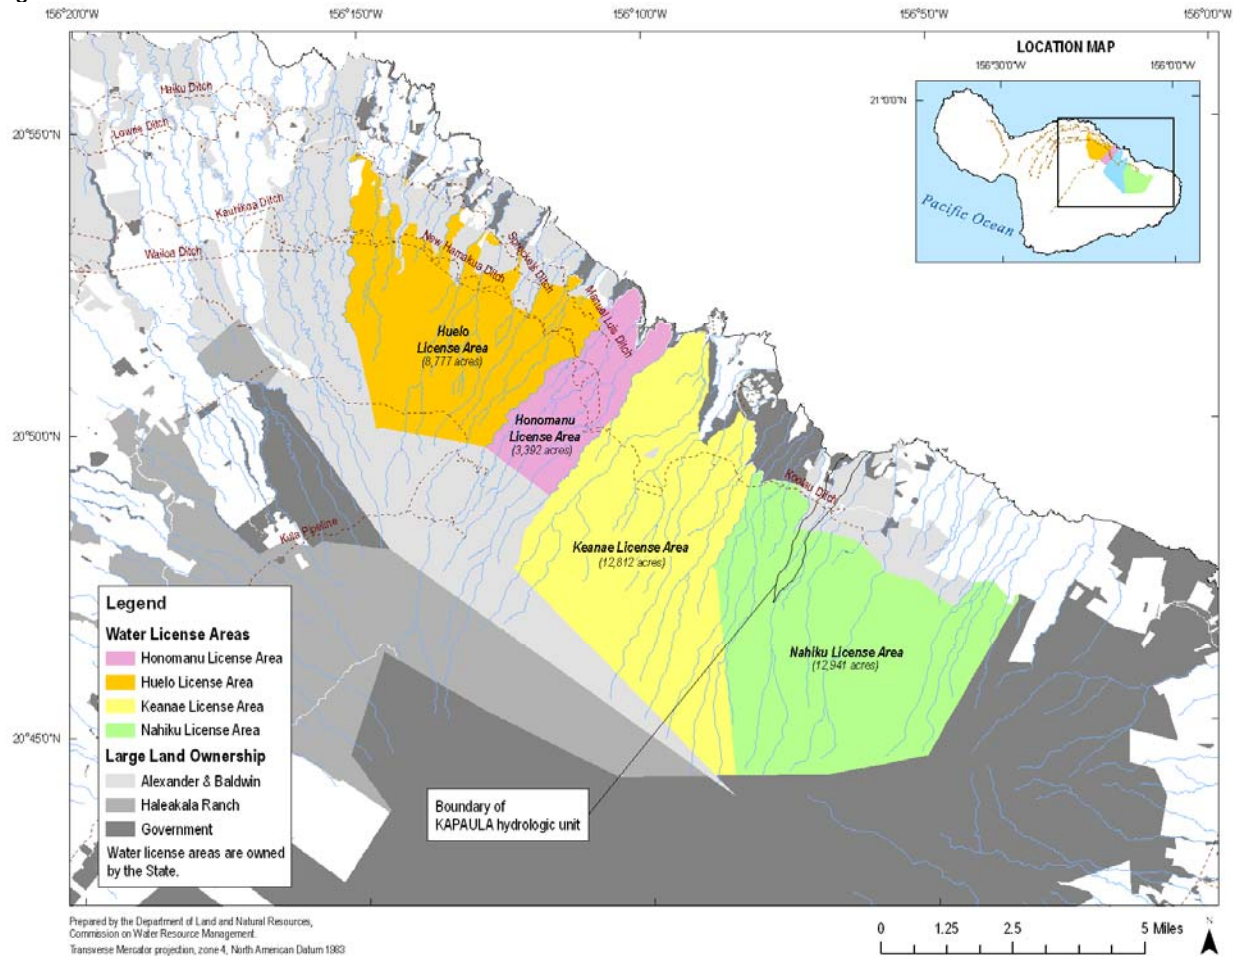 156°20'0"W 156°15'0"W 156°10'0"W 156°50'0"W 156°0'0"W
LOCATION MAP
156°30'0"W 156°0'0"W
21°0'0"N
Pacific Ocean
20°55'0"N
20°50'0"N
20°45'0"N
Haiku Ditch
Lowrie Ditch
Kauhikoa Ditch
Wailoa Ditch
New Hamakua Ditch
Spreckels Ditch
Manuel Luis Ditch
Koolau Ditch
Kula Pipeline
Huelo
License Area
(8,777 acres)
Honomanu
License Area
(3,392 acres)
Keanae License Area
(12,812 acres)
Nahiku License Area
(12,941 acres)
Boundary of
KAPAULA hydrologic unit
Legend
Water License Areas
Honomanu License Area
Huelo License Area
Keanae License Area
Nahiku License Area
Large Land Ownership
Alexander & Baldwin
Haleakala Ranch
Government
Water license areas are owned
by the State.
Prepared by the Department of Land and Natural Resources,
Commission on Water Resource Management.
Transverse Mercator projection, zone 4, North American Datum 1983
0 1.25 2.5 5 Miles
N